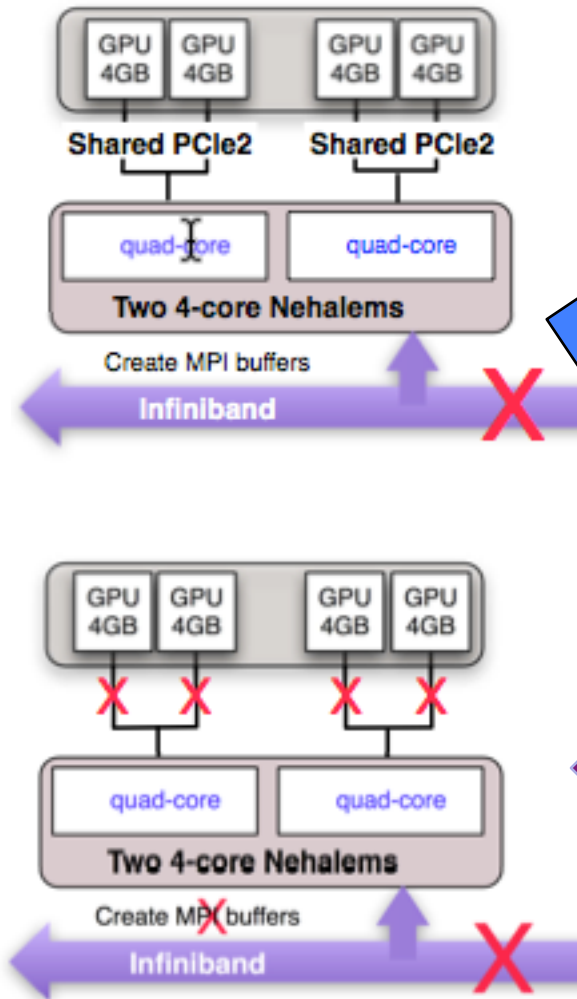 GPU GPU GPU GPU
4GB 4GB 4GB 4GB
Shared PCIe2 Shared PCIe2
quad-core quad-core
Two 4-core Nehalems
Create MPI buffers
Infiniband
GPU GPU GPU GPU
4GB 4GB 4GB 4GB
quad-core quad-core
Two 4-core Nehalems
Create MPI buffers
Infiniband